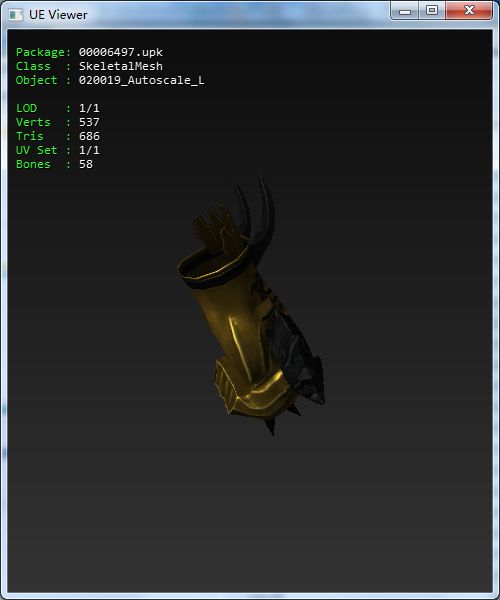 UE Viewer
Package: 00006497.upk
Class : SkeletalMesh
Object : 020019_Autoscale_L
LOD : 1/1
Verts : 537
Tris : 686
UV Set : 1/1
Bones : 58